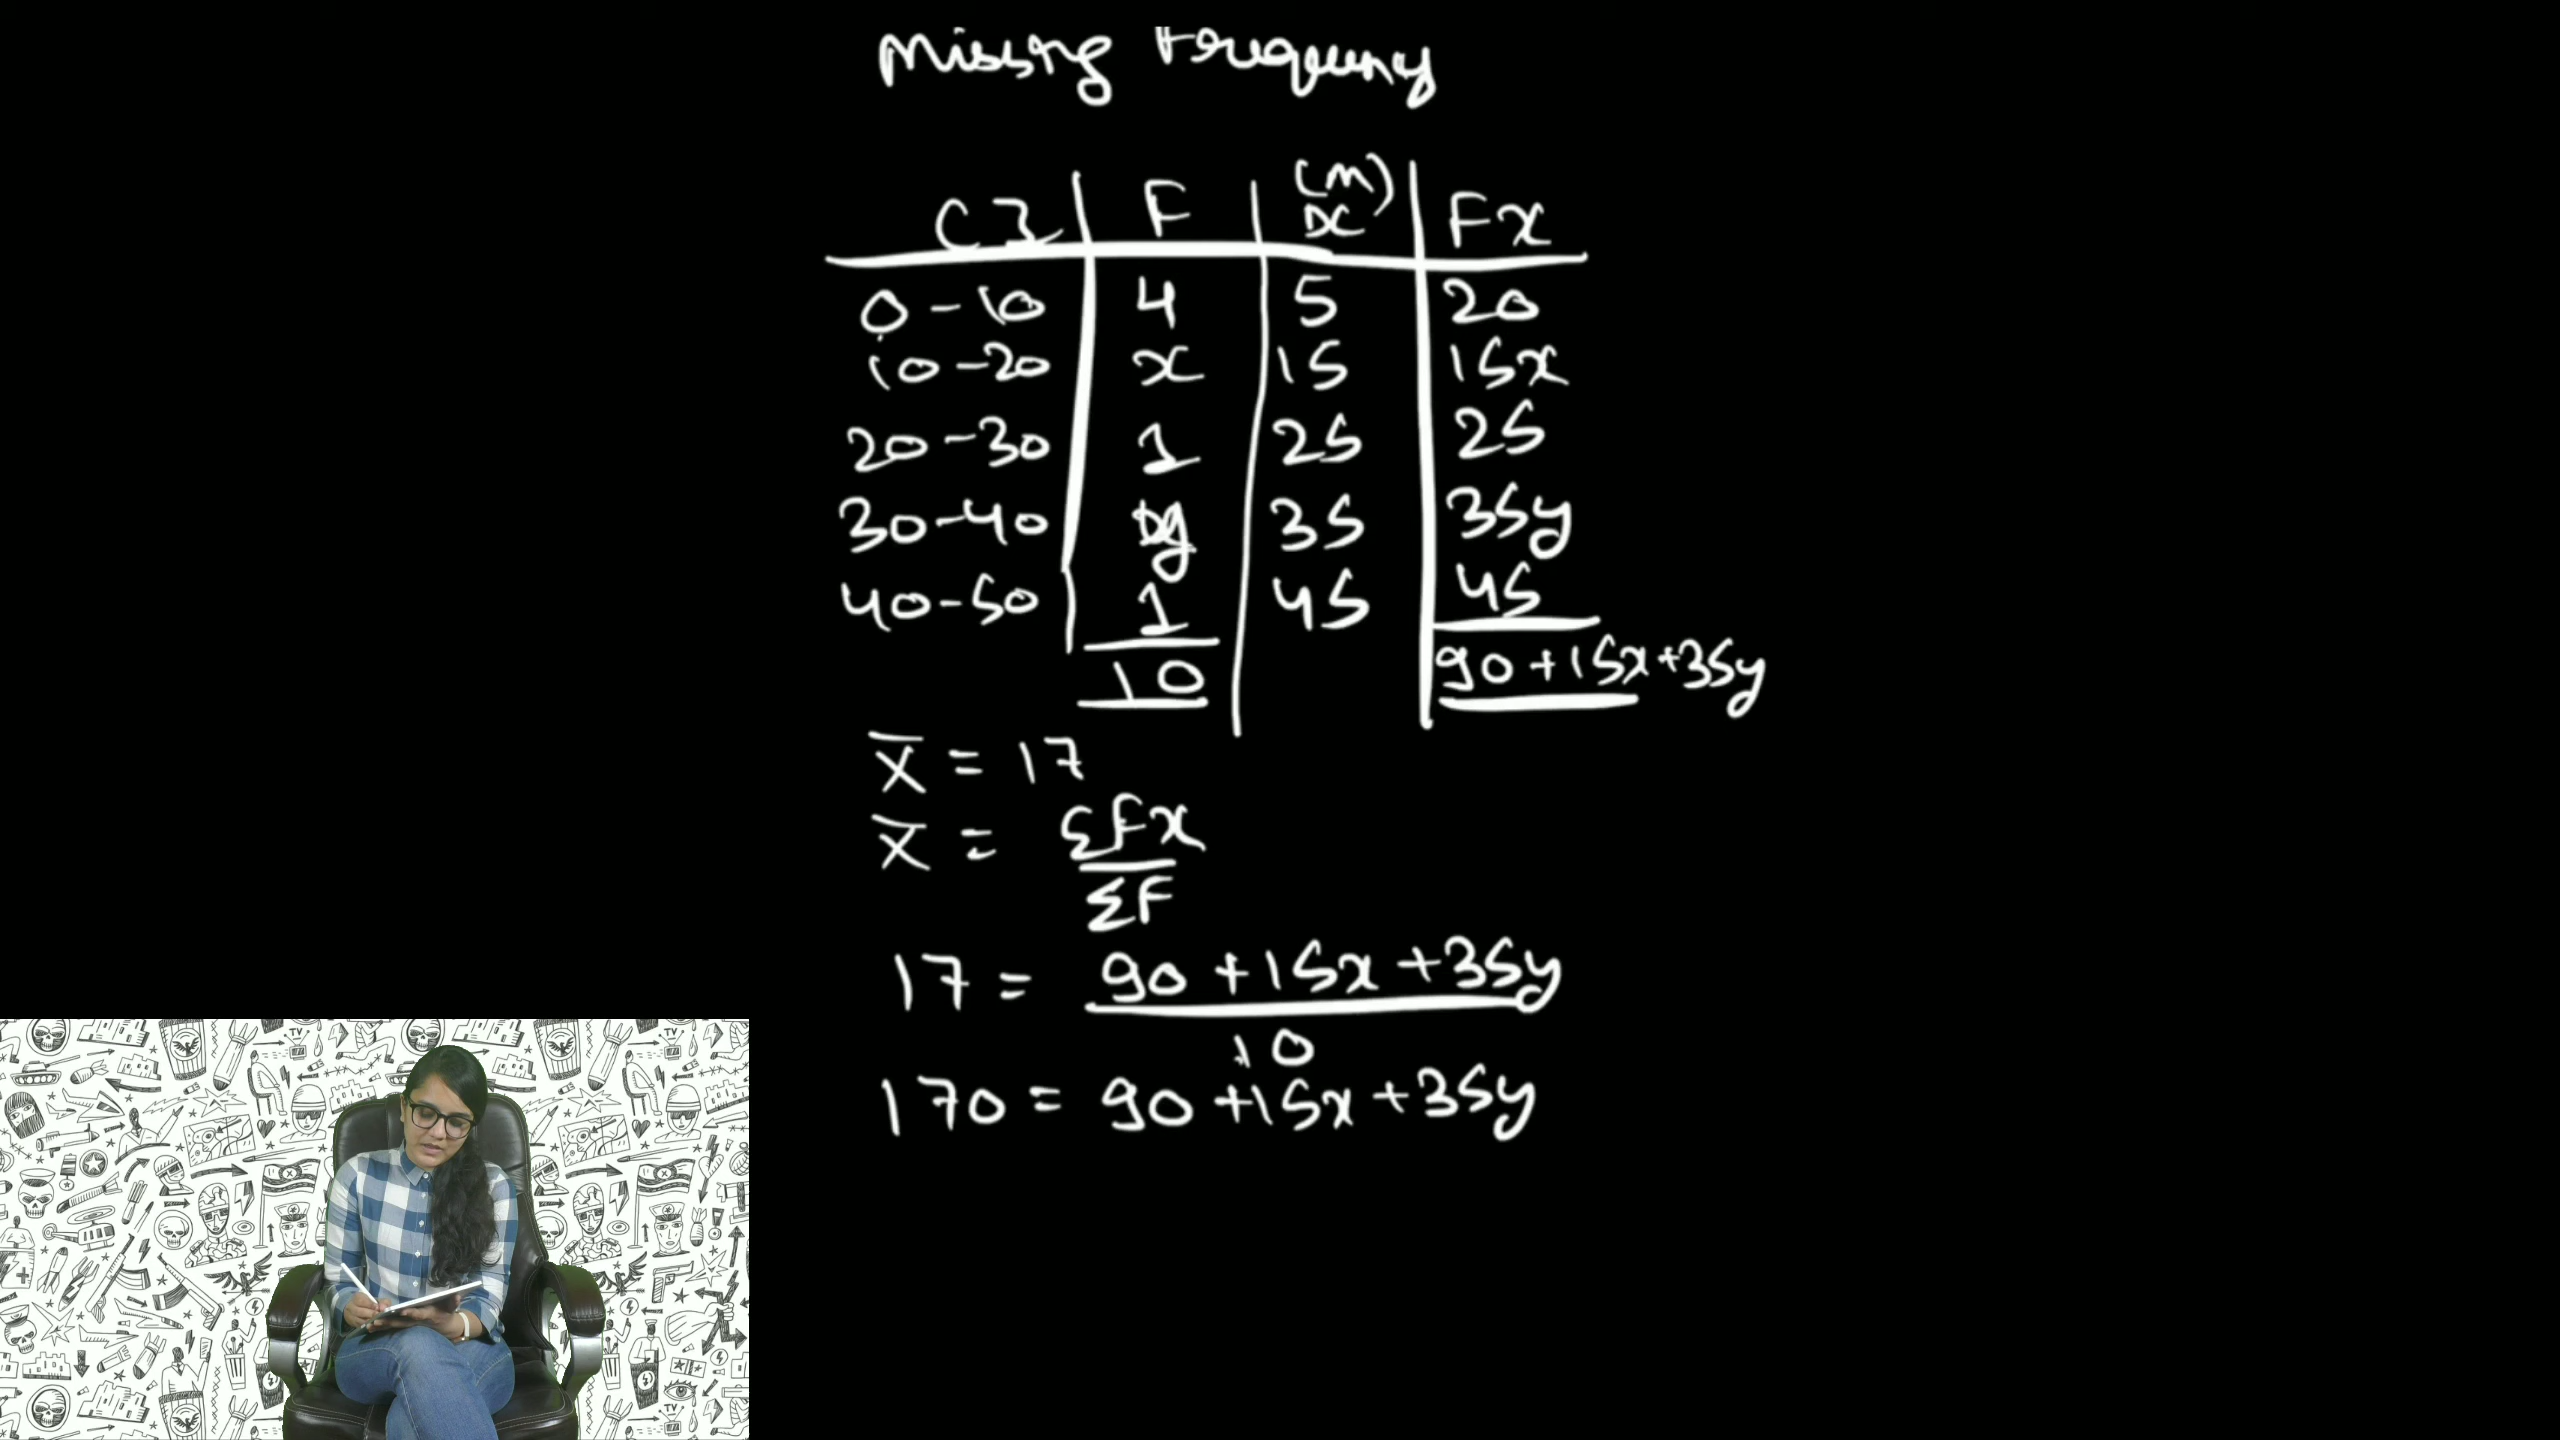 Missing Frequency
CI F (m) x Fx
0-10 4 5 20
10-20 x 15 15x
20-30 1 25 25
30-40 y 35 35y
40-50 1 45 45
10 90+15x+35y
X̅ = 17
X̅ = ΣFx
ΣF
17 = 90+15x+35y
10
170 = 90+15x+35y